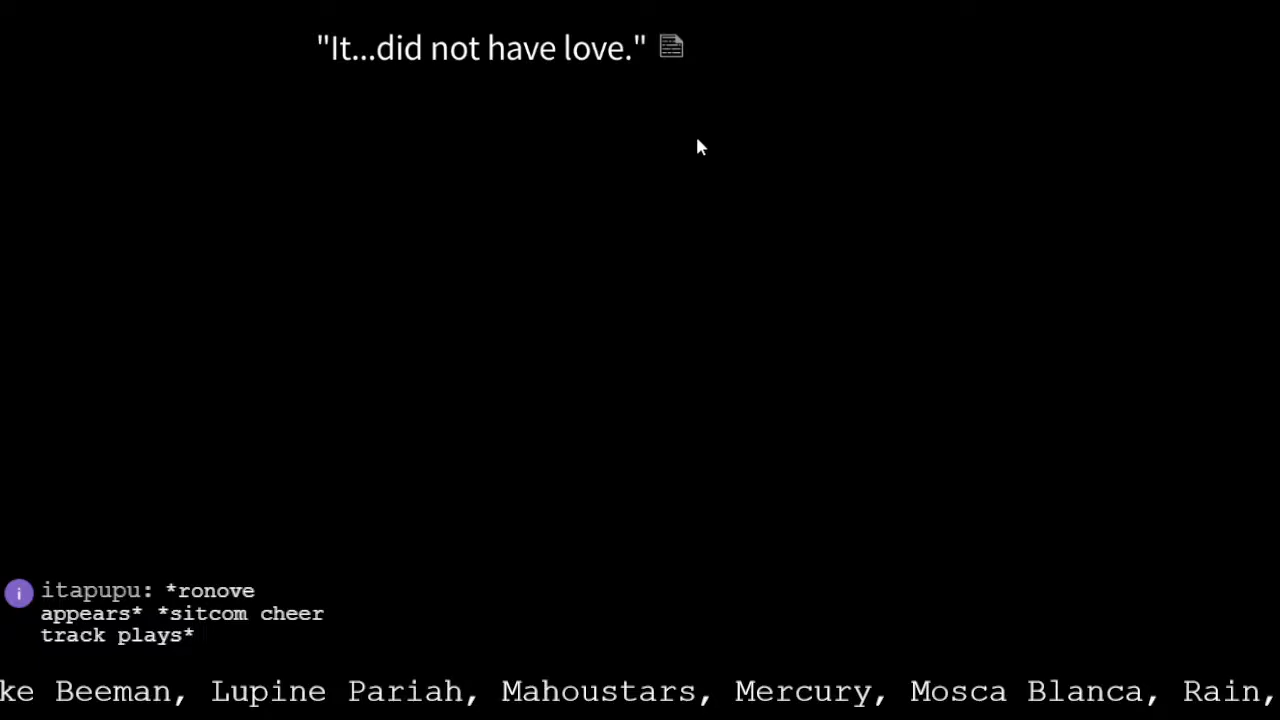 "It...did not have love."
i itapupu: *ronove
appears* *sitcom cheer
track plays*
ke Beeman, Lupine Pariah, Mahoustars, Mercury, Mosca Blanca, Rain,